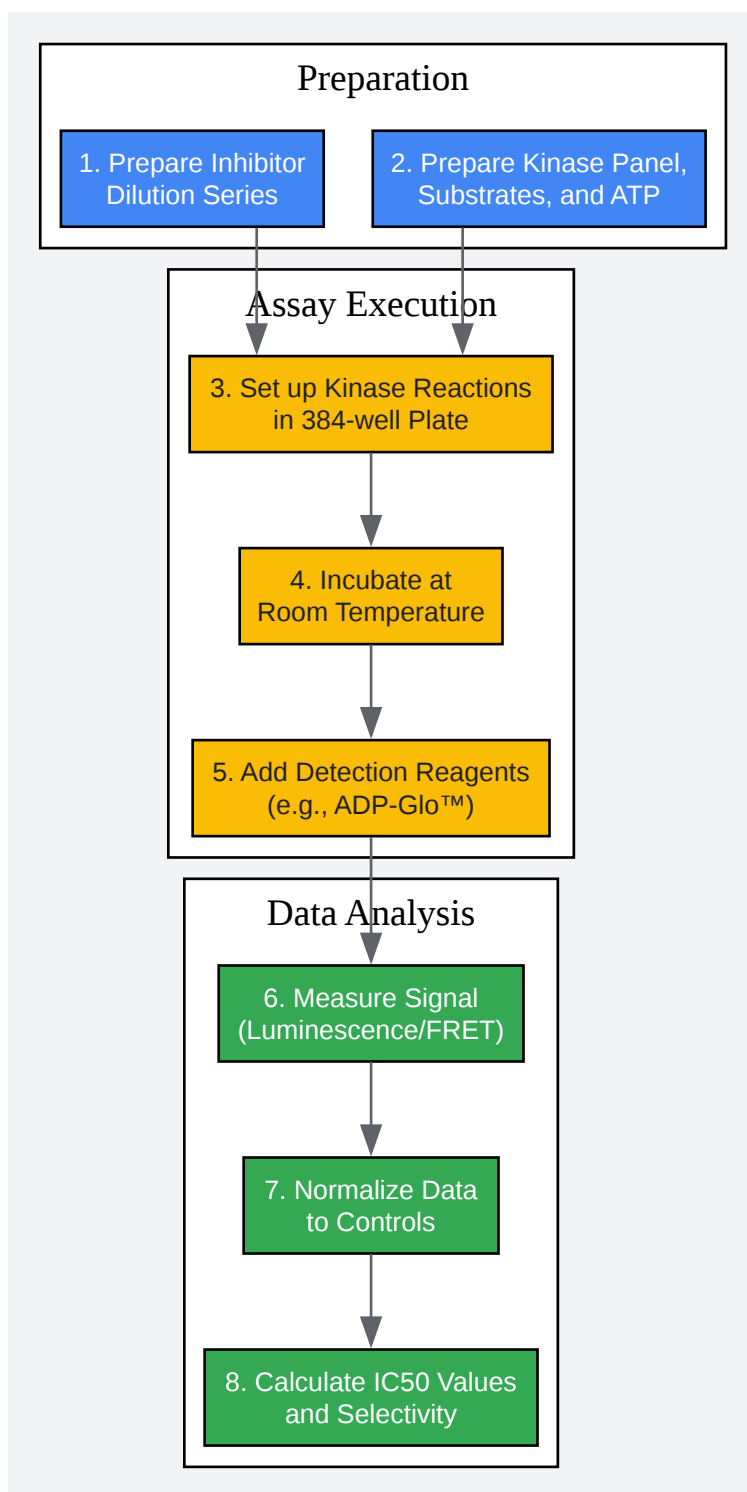 Preparation
1. Prepare Inhibitor
Dilution Series
2. Prepare Kinase Panel,
Substrates, and ATP
Assay Execution
3. Set up Kinase Reactions
in 384-well Plate
4. Incubate at
Room Temperature
5. Add Detection Reagents
(e.g., ADP-Glo™)
Data Analysis
6. Measure Signal
(Luminescence/FRET)
7. Normalize Data
to Controls
8. Calculate IC50 Values
and Selectivity